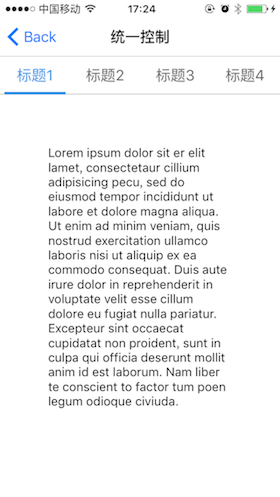 中国移动 17:24
Back 统一控制
标题1 标题2 标题3 标题4
Lorem ipsum dolor sit er elit
lamet, consectetaur cillium
adipisicing pecu, sed do
eiusmod tempor incididunt ut
labore et dolore magna aliqua.
Ut enim ad minim veniam, quis
nostrud exercitation ullamco
laboris nisi ut aliquip ex ea
commodo consequat. Duis aute
irure dolor in reprehenderit in
voluptate velit esse cillum
dolore eu fugiat nulla pariatur.
Excepteur sint occaecat
cupidatat non proident, sunt in
culpa qui officia deserunt mollit
anim id est laborum. Nam liber
te conscient to factor tum poen
legum odioque civiuda.